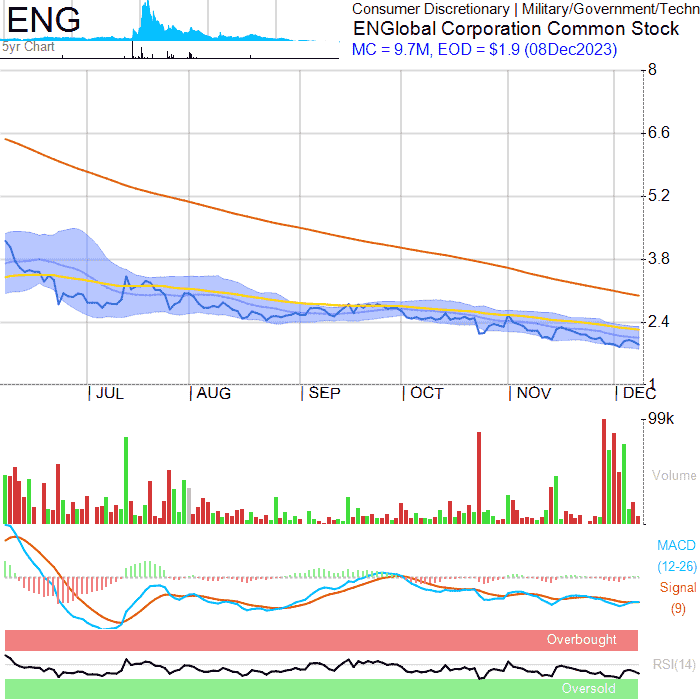 ENG
5yr Chart
Consumer Discretionary | Military/Government/Techn
ENGlobal Corporation Common Stock
MC = 9.7M, EOD = $1.9 (08Dec2023)
8
6.6
5.2
3.8
2.4
1
JUL
AUG
SEP
OCT
NOV
DEC
99k
Volume
MACD
(12-26)
Signal
(9)
Overbought
RSI(14)
Oversold